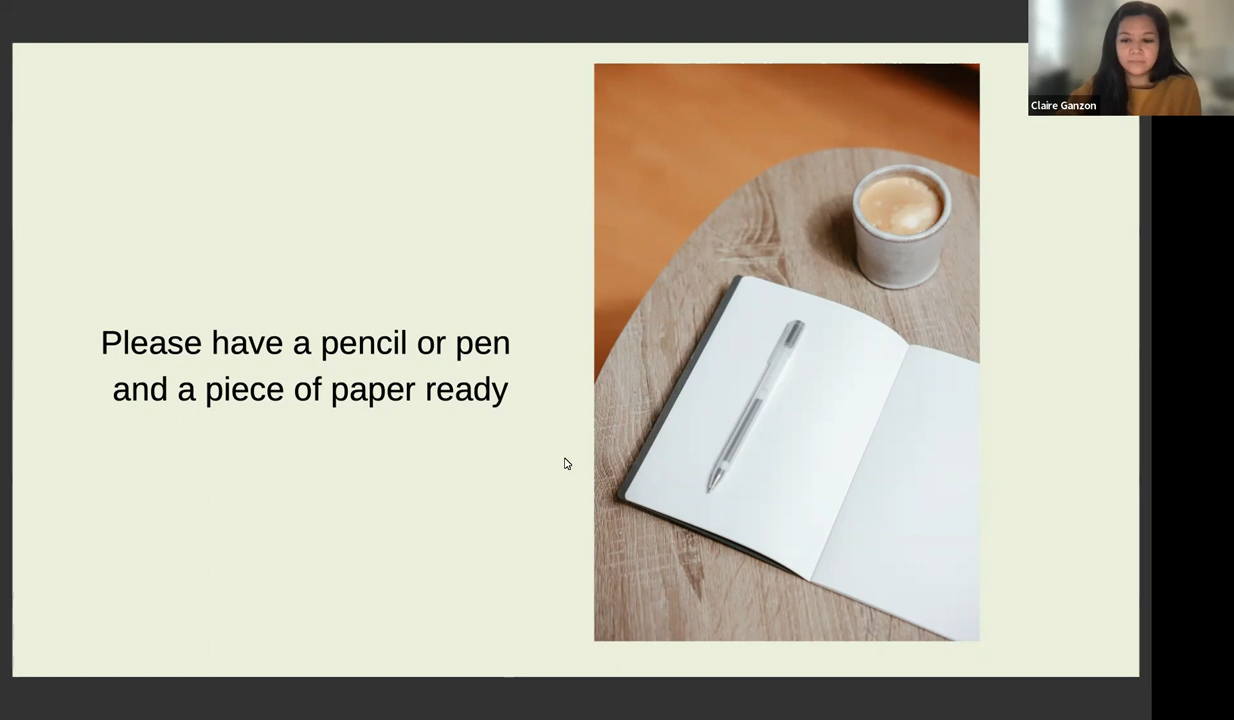 Please have a pencil or pen
and a piece of paper ready
Claire Ganzon